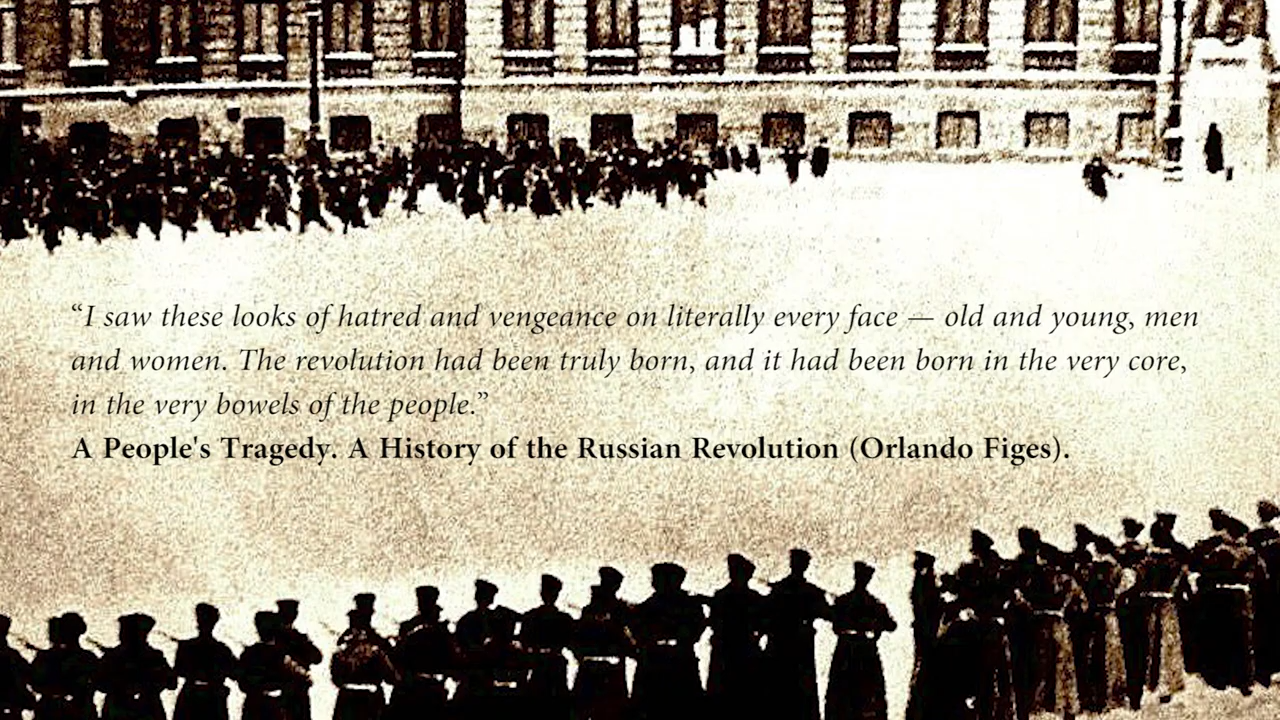 “I saw these looks of hatred and vengeance on literally every face — old and young, men
and women. The revolution had been truly born, and it had been born in the very core,
in the very bowels of the people.”
A People's Tragedy. A History of the Russian Revolution (Orlando Figes).